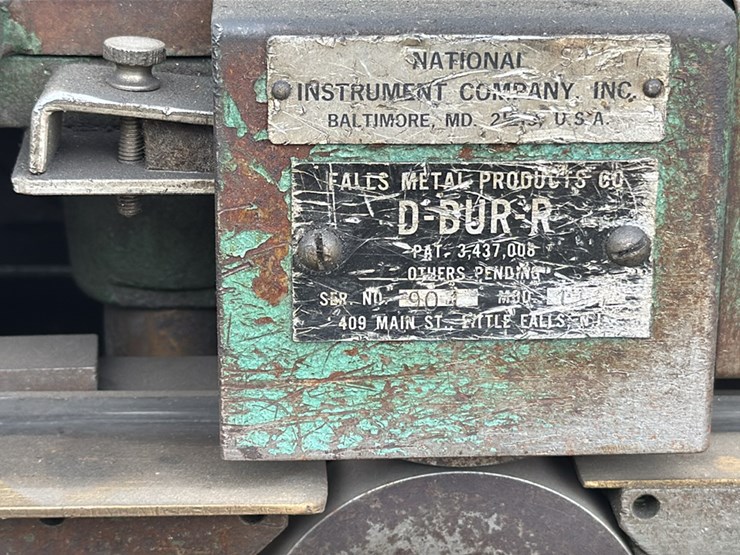 NATIONAL
INSTRUMENT COMPANY, INC.
BALTIMORE, MD. U.S.A.
FALLS METAL PRODUCTS CO
D-BUR-R
PAT. 3,437,006
OTHERS PENDING
SER. NO. MOD.
409 MAIN ST., LITTLE FALLS, N.J.